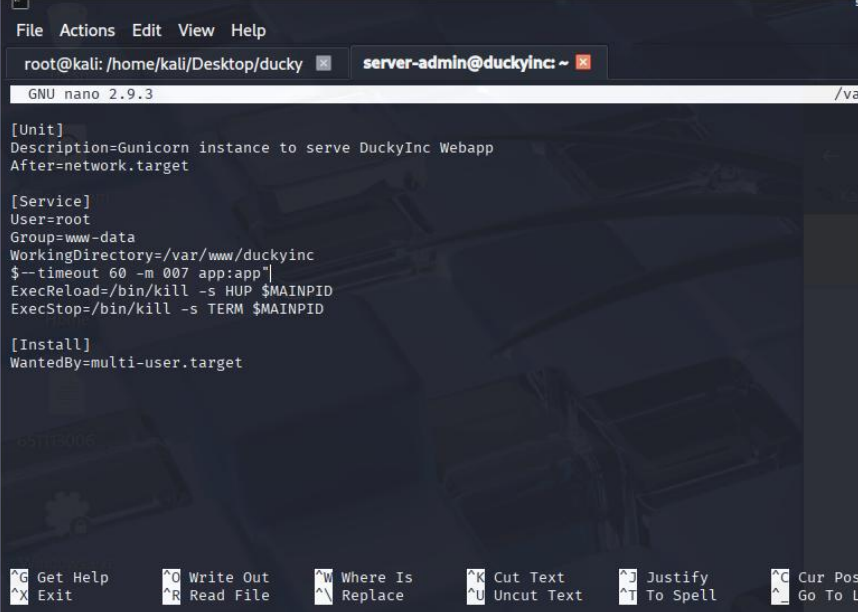 File Actions Edit View Help
root@kali: /home/kali/Desktop/ducky server-admin@duckyinc: ~
GNU nano 2.9.3 /va
[Unit]
Description=Gunicorn instance to serve DuckyInc Webapp
After=network.target
[Service]
User=root
Group=www-data
WorkingDirectory=/var/www/duckyinc
$--timeout 60 -m 007 app:app"
ExecReload=/bin/kill -s HUP $MAINPID
ExecStop=/bin/kill -s TERM $MAINPID
[Install]
WantedBy=multi-user.target
^G Get Help ^O Write Out ^W Where Is ^K Cut Text ^J Justify ^C Cur Pos
^X Exit ^R Read File ^\ Replace ^U Uncut Text ^T To Spell ^_ Go To L